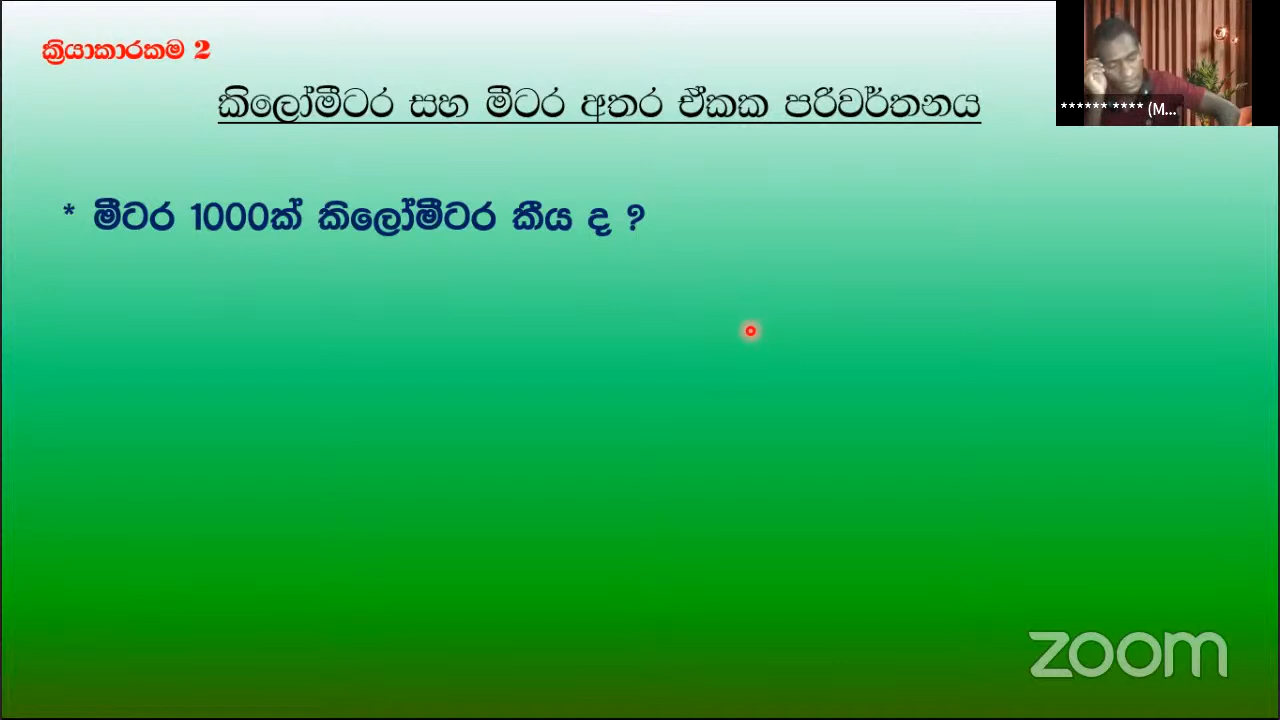 ක්‍රියාකාරකම 2
කිලෝමීටර සහ මීටර අතර ඒකක පරිවර්තනය
****** **** (M...
* මීටර 1000ක් කිලෝමීටර කීය ද ?
zoom